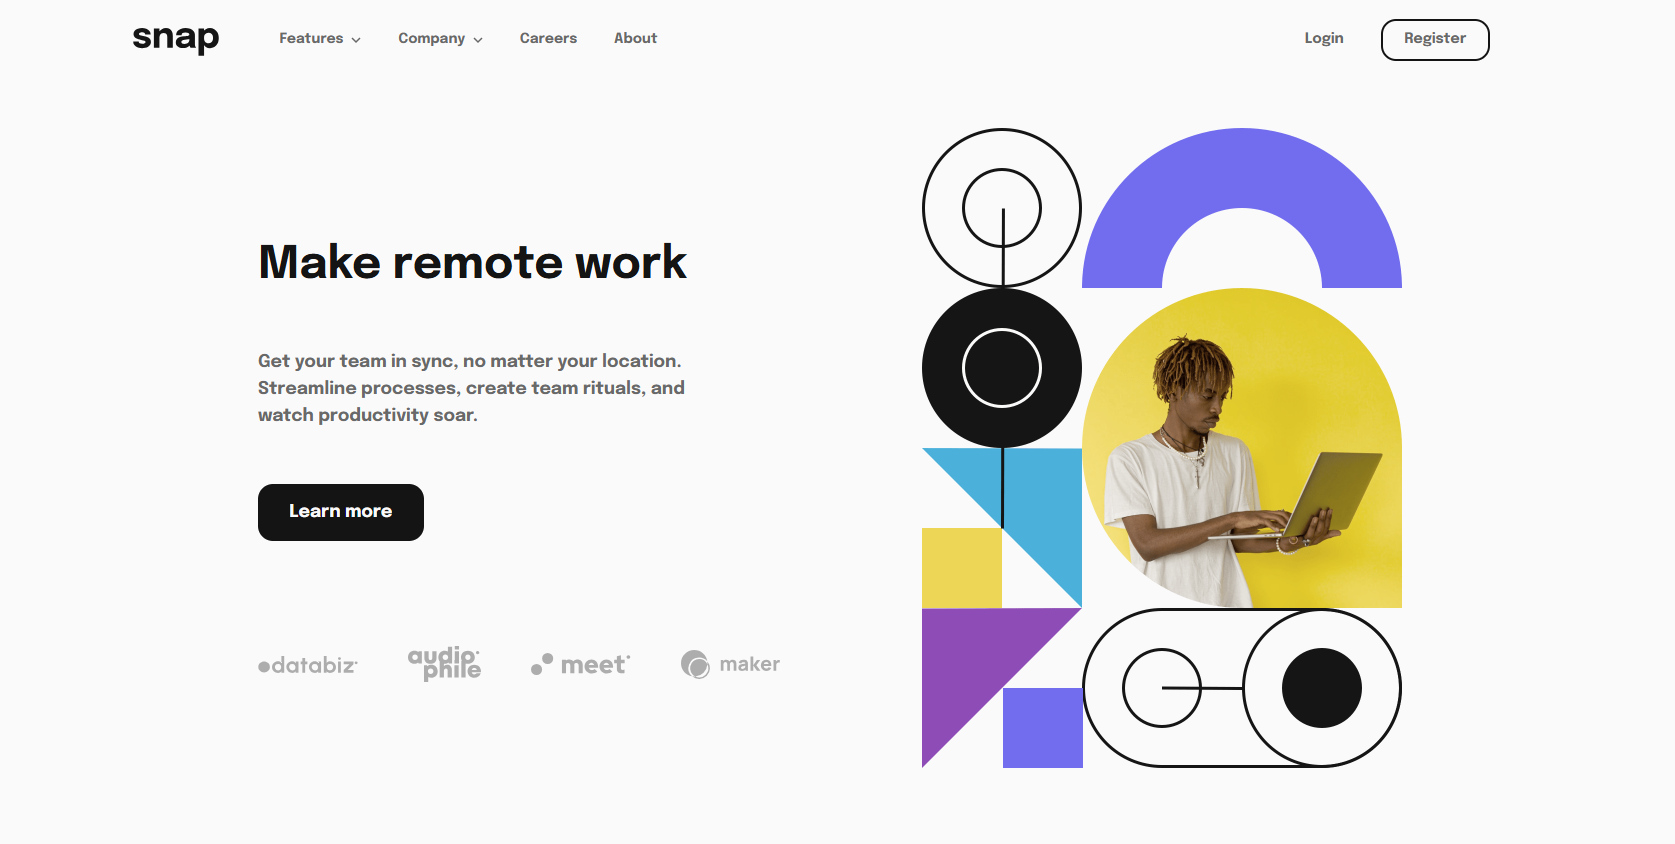 snap
Features
Company
Careers
About
Login
Register
Make remote work
Get your team in sync, no matter your location.
Streamline processes, create team rituals, and
watch productivity soar.
Learn more
databiz
audiophile
meet
maker